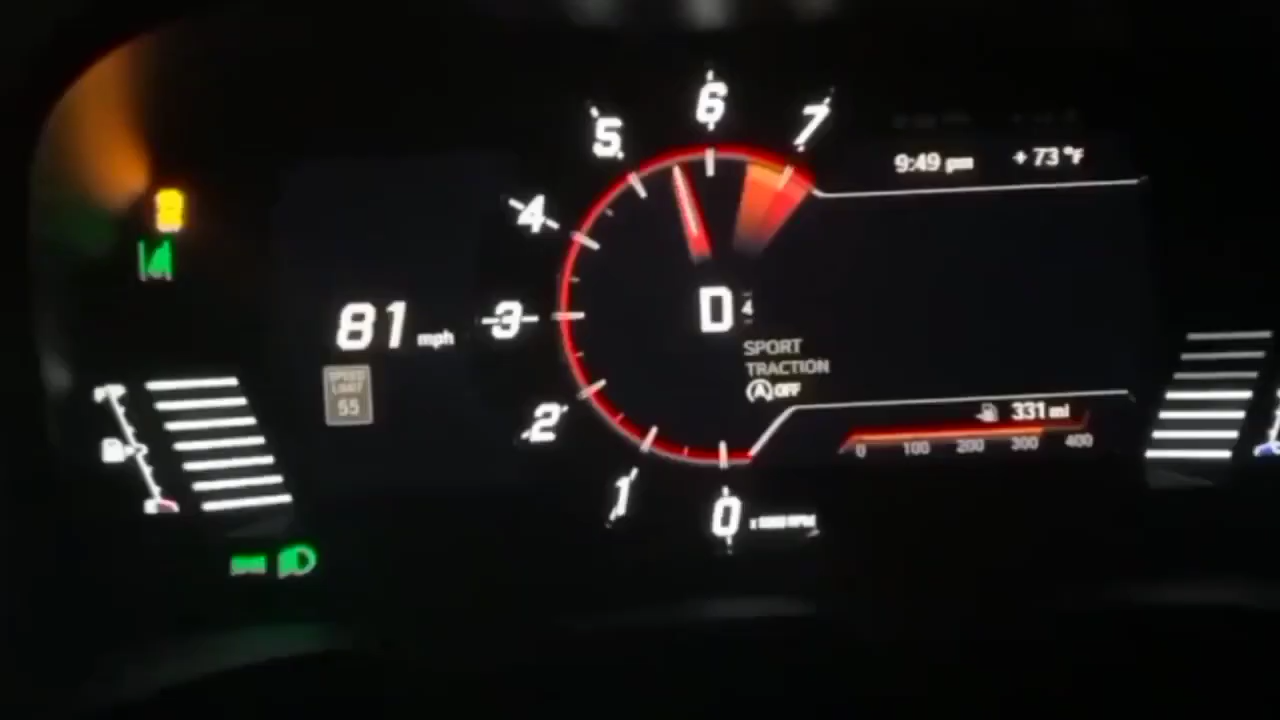 6
7
5
9:49 pm +73 °F
4
81 mph
3
D 4
SPORT
TRACTION
A OFF
SPEED
LIMIT
55
2
331 mi
0 100 200 300 400
1
0